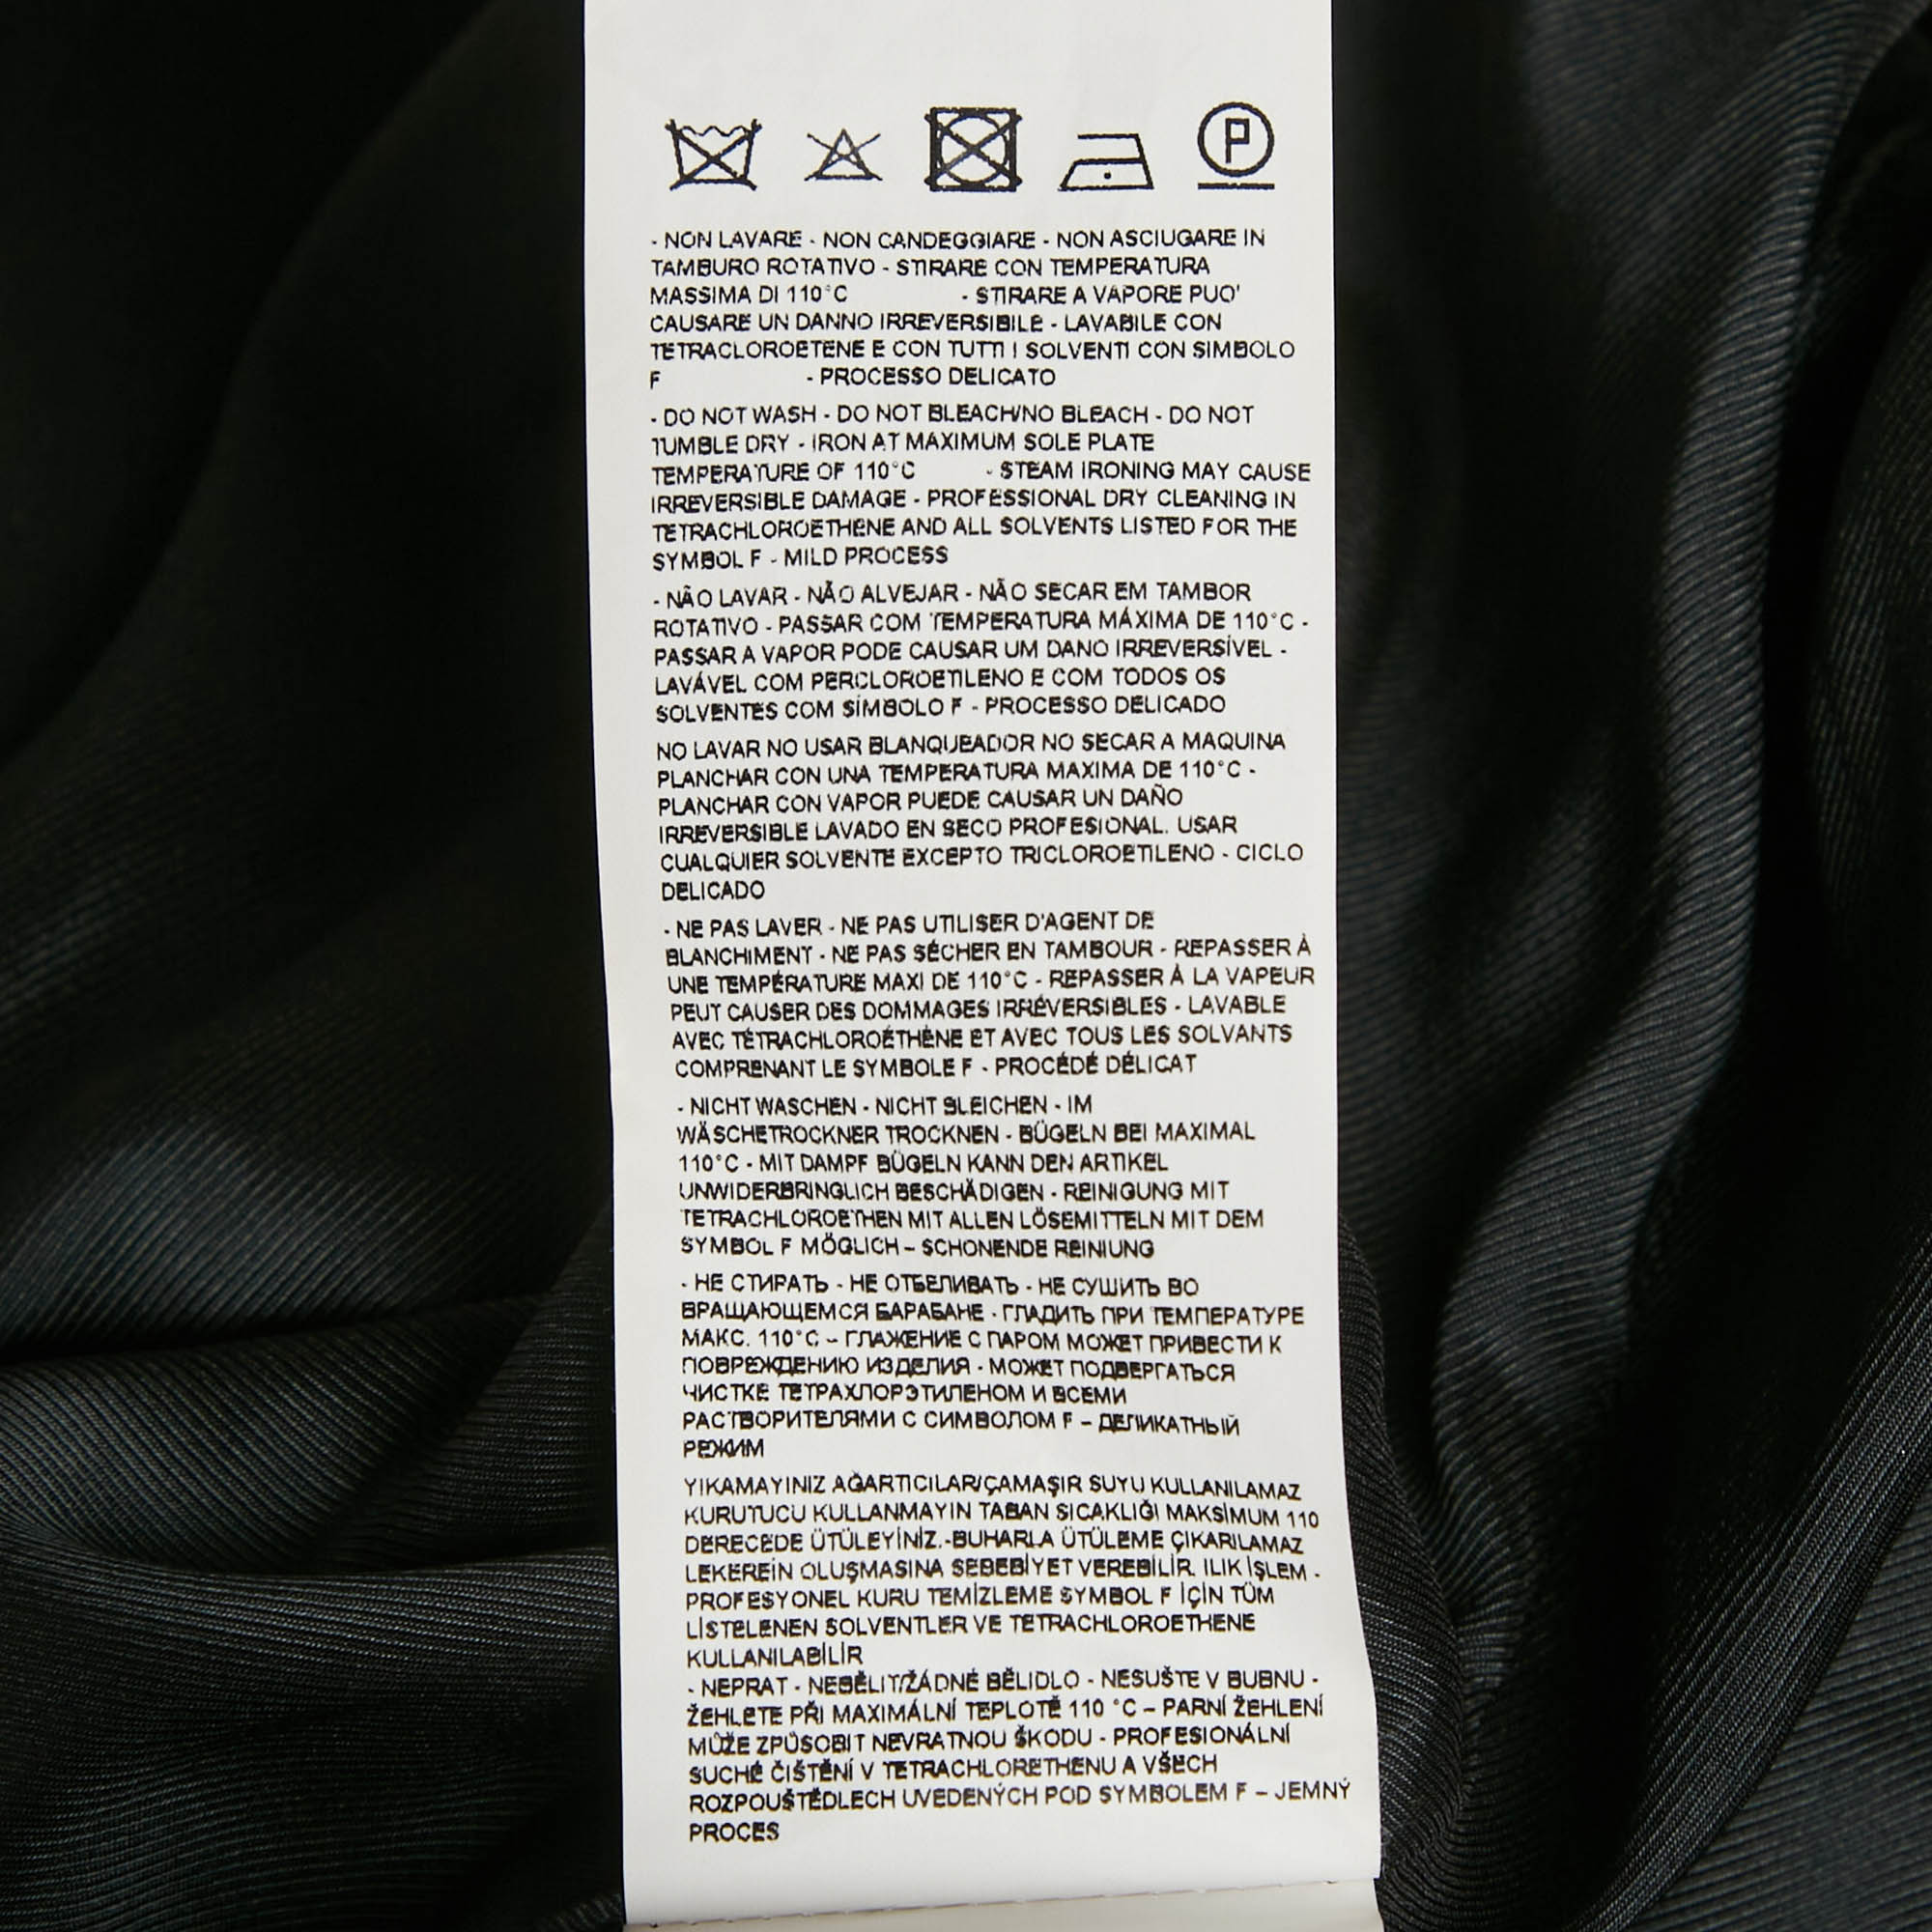 P
- NON LAVARE - NON CANDEGGIARE - NON ASCIUGARE IN
TAMBURO ROTATIVO - STIRARE CON TEMPERATURA
MASSIMA DI 110°C - STIRARE A VAPORE PUO'
CAUSARE UN DANNO IRREVERSIBILE - LAVABILE CON
TETRACLOROETENE E CON TUTTI I SOLVENTI CON SIMBOLO
F - PROCESSO DELICATO
- DO NOT WASH - DO NOT BLEACH/NO BLEACH - DO NOT
TUMBLE DRY - IRON AT MAXIMUM SOLE PLATE
TEMPERATURE OF 110°C - STEAM IRONING MAY CAUSE
IRREVERSIBLE DAMAGE - PROFESSIONAL DRY CLEANING IN
TETRACHLOROETHENE AND ALL SOLVENTS LISTED FOR THE
SYMBOL F - MILD PROCESS
- NÃO LAVAR - NÃO ALVEJAR - NÃO SECAR EM TAMBOR
ROTATIVO - PASSAR COM TEMPERATURA MÁXIMA DE 110°C -
PASSAR A VAPOR PODE CAUSAR UM DANO IRREVERSÍVEL -
LAVÁVEL COM PERCLOROETILENO E COM TODOS OS
SOLVENTES COM SÍMBOLO F - PROCESSO DELICADO
NO LAVAR NO USAR BLANQUEADOR NO SECAR A MAQUINA
PLANCHAR CON UNA TEMPERATURA MAXIMA DE 110°C -
PLANCHAR CON VAPOR PUEDE CAUSAR UN DAÑO
IRREVERSIBLE LAVADO EN SECO PROFESIONAL. USAR
CUALQUIER SOLVENTE EXCEPTO TRICLOROETILENO - CICLO
DELICADO
- NE PAS LAVER - NE PAS UTILISER D'AGENT DE
BLANCHIMENT - NE PAS SÉCHER EN TAMBOUR - REPASSER À
UNE TEMPÉRATURE MAXI DE 110°C - REPASSER À LA VAPEUR
PEUT CAUSER DES DOMMAGES IRRÉVERSIBLES - LAVABLE
AVEC TÉTRACHLOROÉTHÈNE ET AVEC TOUS LES SOLVANTS
COMPRENANT LE SYMBOLE F - PROCÉDÉ DÉLICAT
- NICHT WASCHEN - NICHT BLEICHEN - IM
WÄSCHETROCKNER TROCKNEN - BÜGELN BEI MAXIMAL
110°C - MIT DAMPF BÜGELN KANN DEN ARTIKEL
UNWIDERBRINGLICH BESCHÄDIGEN - REINIGUNG MIT
TETRACHLOROETHEN MIT ALLEN LÖSEMITTELN MIT DEM
SYMBOL F MÖGLICH – SCHONENDE REINIUNG
- НЕ СТИРАТЬ - НЕ ОТБЕЛИВАТЬ - НЕ СУШИТЬ ВО
ВРАЩАЮЩЕМСЯ БАРАБАНЕ - ГЛАДИТЬ ПРИ ТЕМПЕРАТУРЕ
МАКС. 110°C – ГЛАЖЕНИЕ С ПАРОМ МОЖЕТ ПРИВЕСТИ К
ПОВРЕЖДЕНИЮ ИЗДЕЛИЯ - МОЖЕТ ПОДВЕРГАТЬСЯ
ЧИСТКЕ ТЕТРАХЛОРЭТИЛЕНОМ И ВСЕМИ
РАСТВОРИТЕЛЯМИ С СИМВОЛОМ F – ДЕЛИКАТНЫЙ
РЕЖИМ
YIKAMAYINIZ AĞARTICILAR/ÇAMAŞIR SUYU KULLANILAMAZ
KURUTUCU KULLANMAYIN TABAN SICAKLIĞI MAKSİMUM 110
DERECEDE ÜTÜLEYİNİZ.-BUHARLA ÜTÜLEME ÇIKARILAMAZ
LEKEREİN OLUŞMASINA SEBEBİYET VEREBİLİR. ILIK İŞLEM -
PROFESYONEL KURU TEMİZLEME SYMBOL F İÇİN TÜM
LİSTELENEN SOLVENTLER VE TETRACHLOROETHENE
KULLANILABİLİR
- NEPRAT - NEBĚLIT/ŽÁDNÉ BĚLIDLO - NESUŠTE V BUBNU -
ŽEHLETE PŘI MAXIMÁLNÍ TEPLOTĚ 110 °C – PARNÍ ŽEHLENÍ
MŮŽE ZPŮSOBIT NEVRATNOU ŠKODU - PROFESIONÁLNÍ
SUCHÉ ČIŠTĚNÍ V TETRACHLORETHENU A VŠECH
ROZPOUŠTĚDLECH UVEDENÝCH POD SYMBOLEM F – JEMNÝ
PROCES